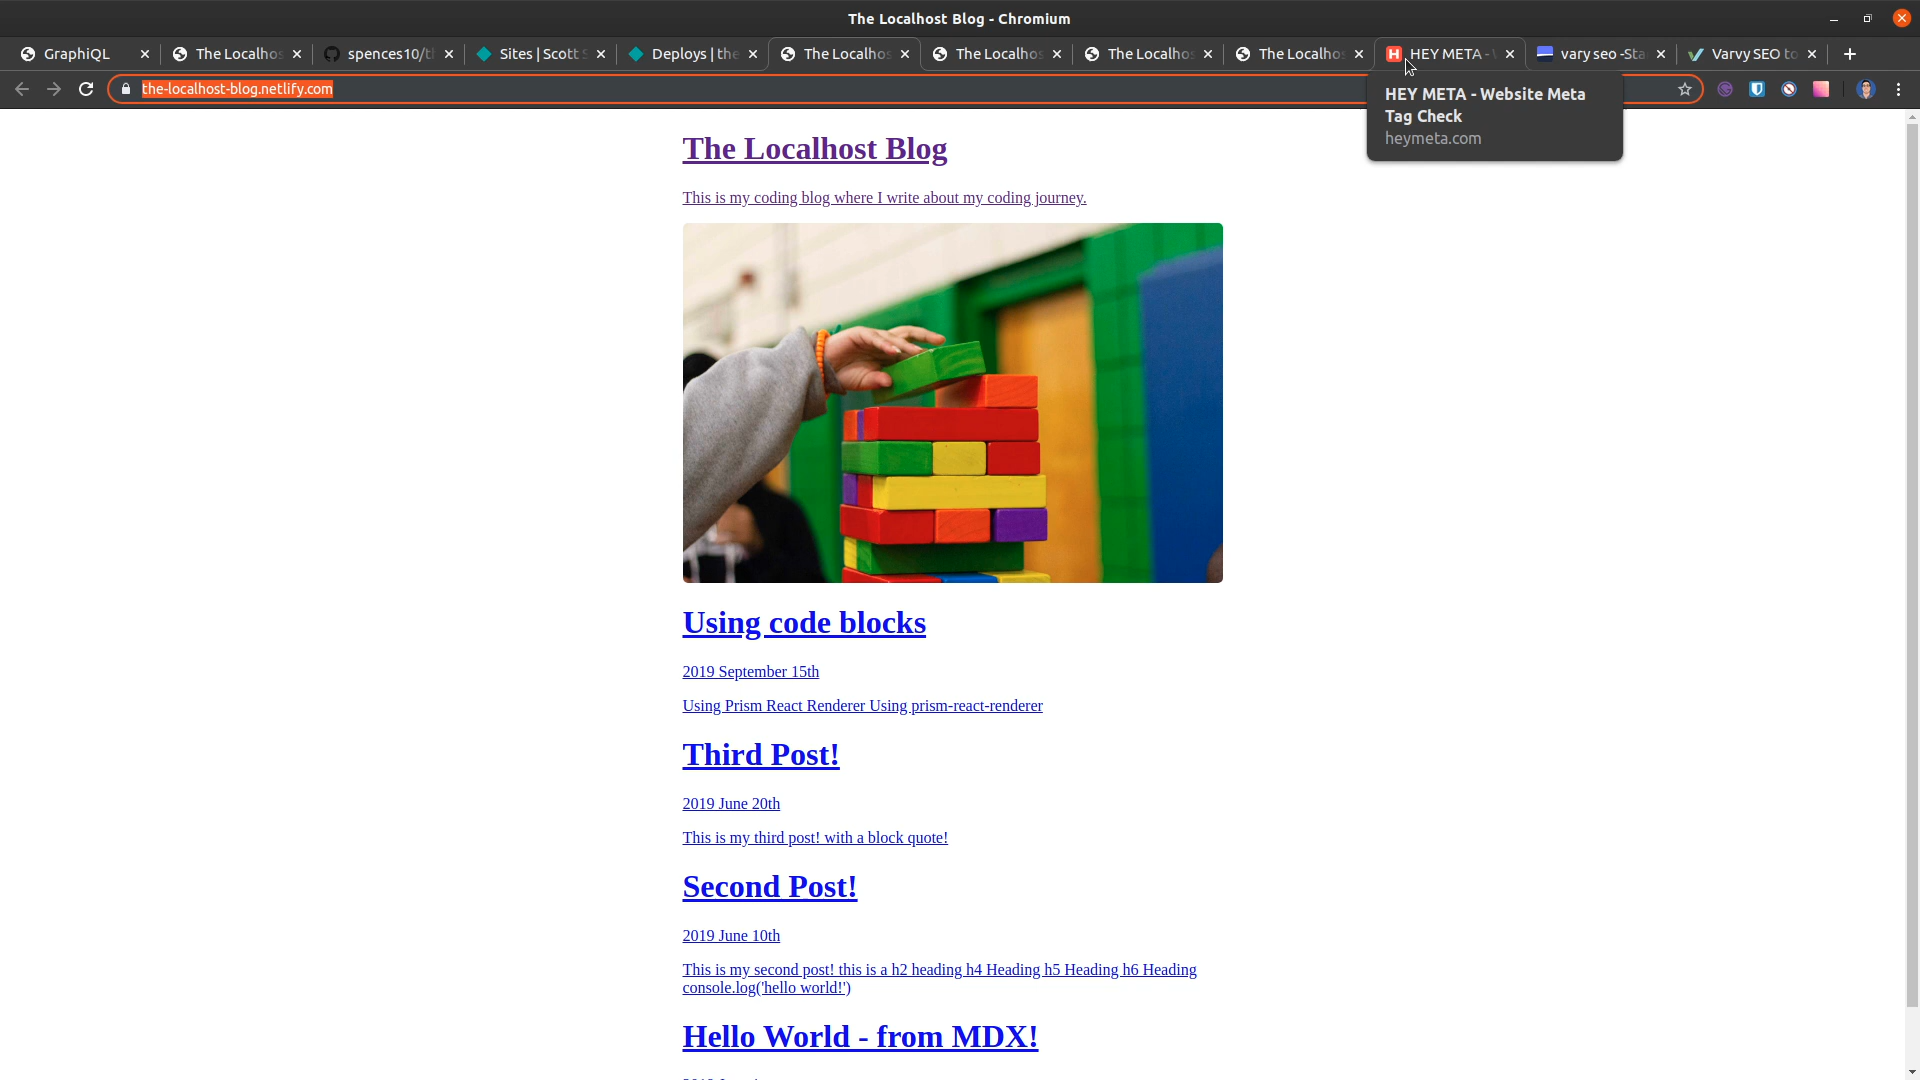 The Localhost Blog - Chromium
GraphiQL
The Localhos
spences10/t
Sites | Scott S
Deploys | the
The Localhos
The Localhos
The Localhos
The Localhos
HEY META -
vary seo -Sta
Varvy SEO to
the-localhost-blog.netlify.com
HEY META - Website Meta
Tag Check
heymeta.com
The Localhost Blog
This is my coding blog where I write about my coding journey.
Using code blocks
2019 September 15th
Using Prism React Renderer Using prism-react-renderer
Third Post!
2019 June 20th
This is my third post! with a block quote!
Second Post!
2019 June 10th
This is my second post! this is a h2 heading h4 Heading h5 Heading h6 Heading
console.log('hello world!')
Hello World - from MDX!